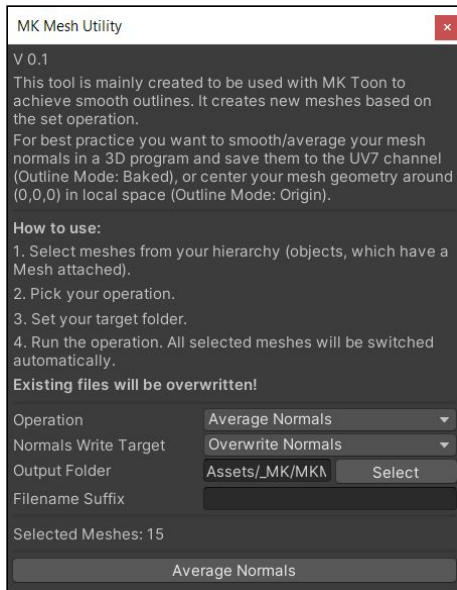 MK Mesh Utility
V 0.1
This tool is mainly created to be used with MK Toon to
achieve smooth outlines. It creates new meshes based on
the set operation.
For best practice you want to smooth/average your mesh
normals in a 3D program and save them to the UV7 channel
(Outline Mode: Baked), or center your mesh geometry around
(0,0,0) in local space (Outline Mode: Origin).
How to use:
1. Select meshes from your hierarchy (objects, which have a
Mesh attached).
2. Pick your operation.
3. Set your target folder.
4. Run the operation. All selected meshes will be switched
automatically.
Existing files will be overwritten!
Operation Average Normals
Normals Write Target Overwrite Normals
Output Folder Assets/_MK/MKM Select
Filename Suffix
Selected Meshes: 15
Average Normals